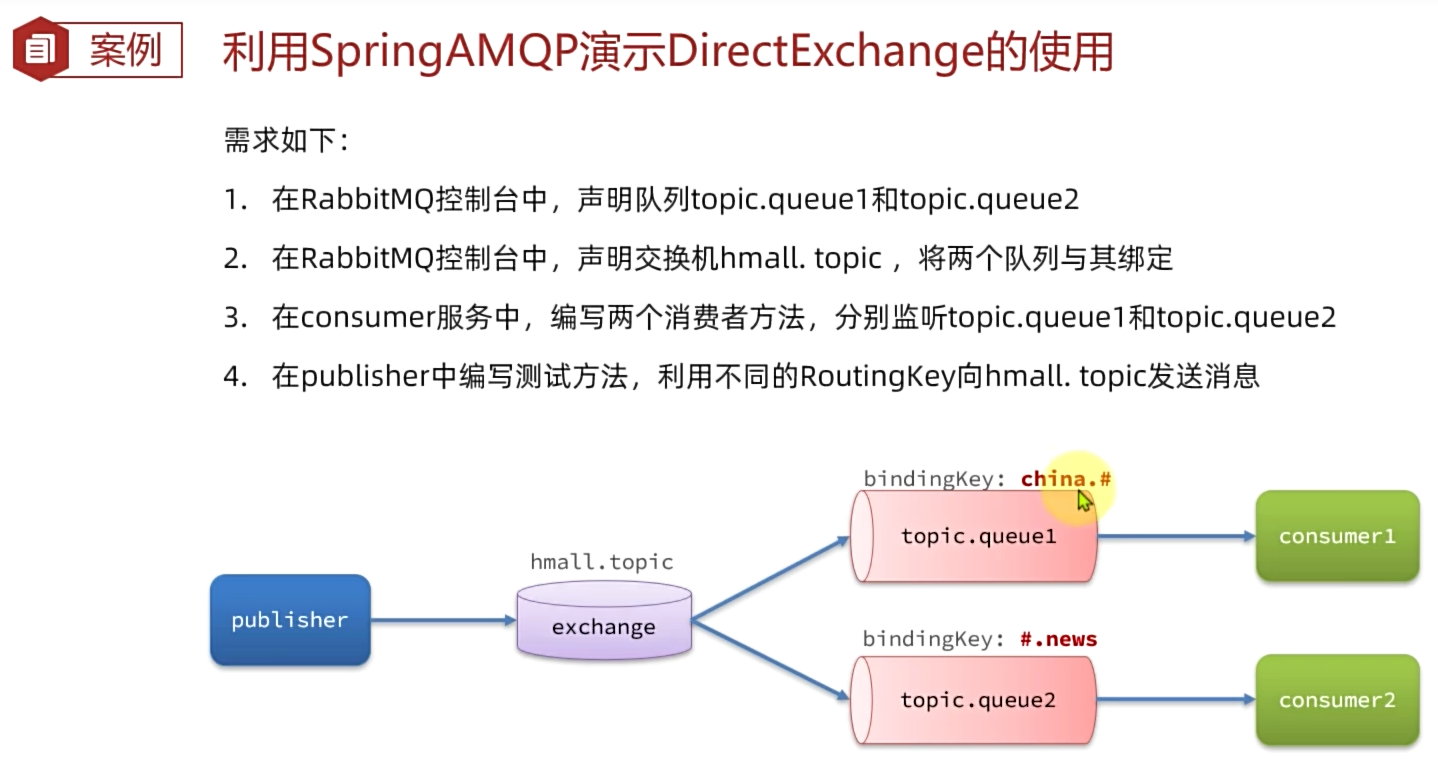 案例
利用SpringAMQP演示DirectExchange的使用
需求如下：
1. 在RabbitMQ控制台中，声明队列topic.queue1和topic.queue2
2. 在RabbitMQ控制台中，声明交换机hmall. topic ，将两个队列与其绑定
3. 在consumer服务中，编写两个消费者方法，分别监听topic.queue1和topic.queue2
4. 在publisher中编写测试方法，利用不同的RoutingKey向hmall. topic发送消息
bindingKey: china.#
topic.queue1
consumer1
hmall.topic
publisher
exchange
bindingKey: #.news
topic.queue2
consumer2